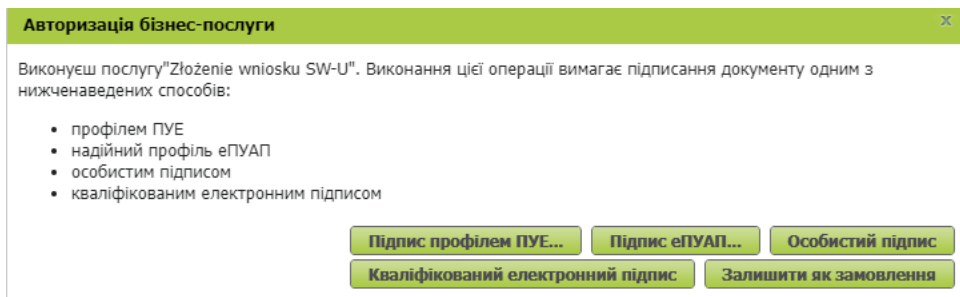 Авторизація бізнес-послуги
x
Виконуєш послугу"Złożenie wniosku SW-U". Виконання цієї операції вимагає підписання документу одним з
нижченаведених способів:
• профілем ПУЕ
• надійний профіль еПУАП
• особистим підписом
• кваліфікованим електронним підписом
Підпис профілем ПУЕ... Підпис еПУАП... Особистий підпис
Кваліфікований електронний підпис Залишити як замовлення